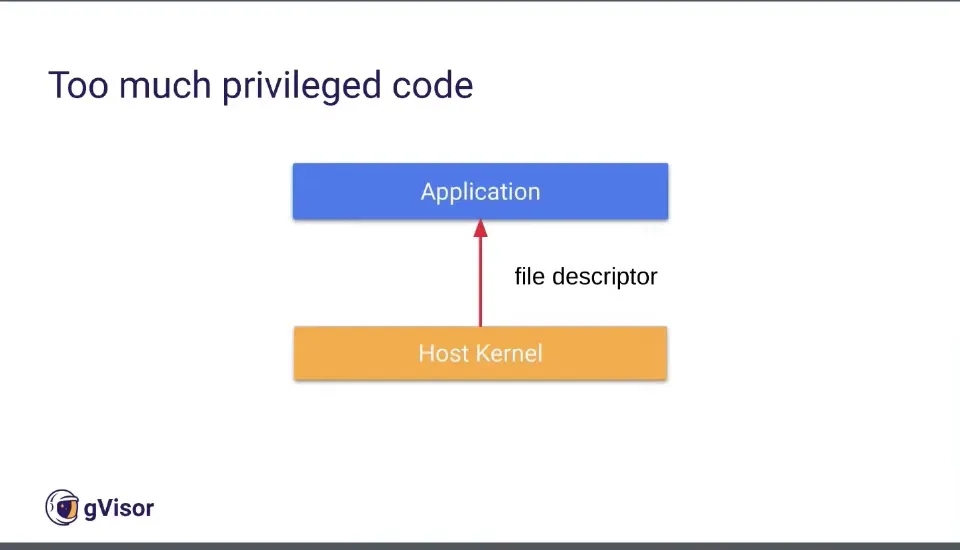 Too much privileged code
Application
file descriptor
Host Kernel
gVisor